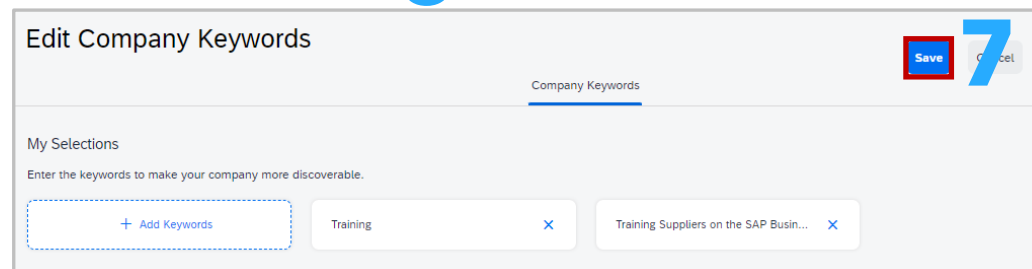 Edit Company Keywords
Save
7
Cancel
Company Keywords
My Selections
Enter the keywords to make your company more discoverable.
+ Add Keywords
Training
Training Suppliers on the SAP Busin...